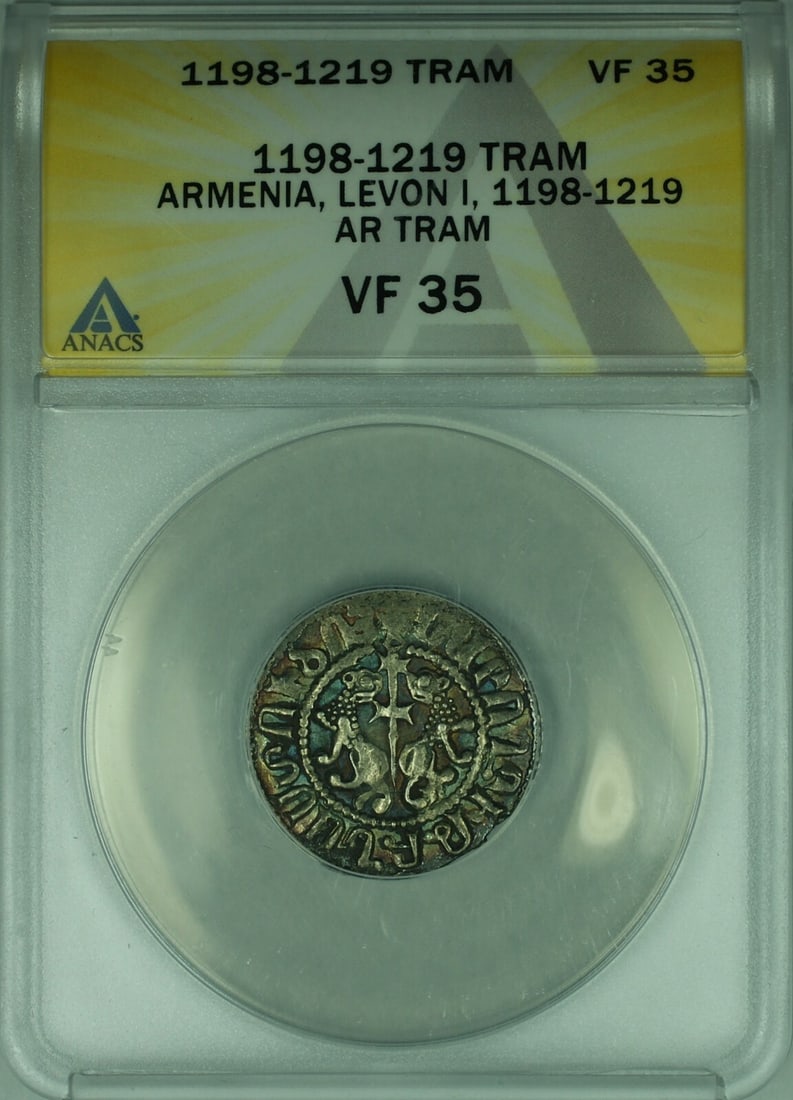 1198-1219 TRAM VF 35
1198-1219 TRAM
ARMENIA, LEVON I, 1198-1219
AR TRAM
VF 35
ANACS